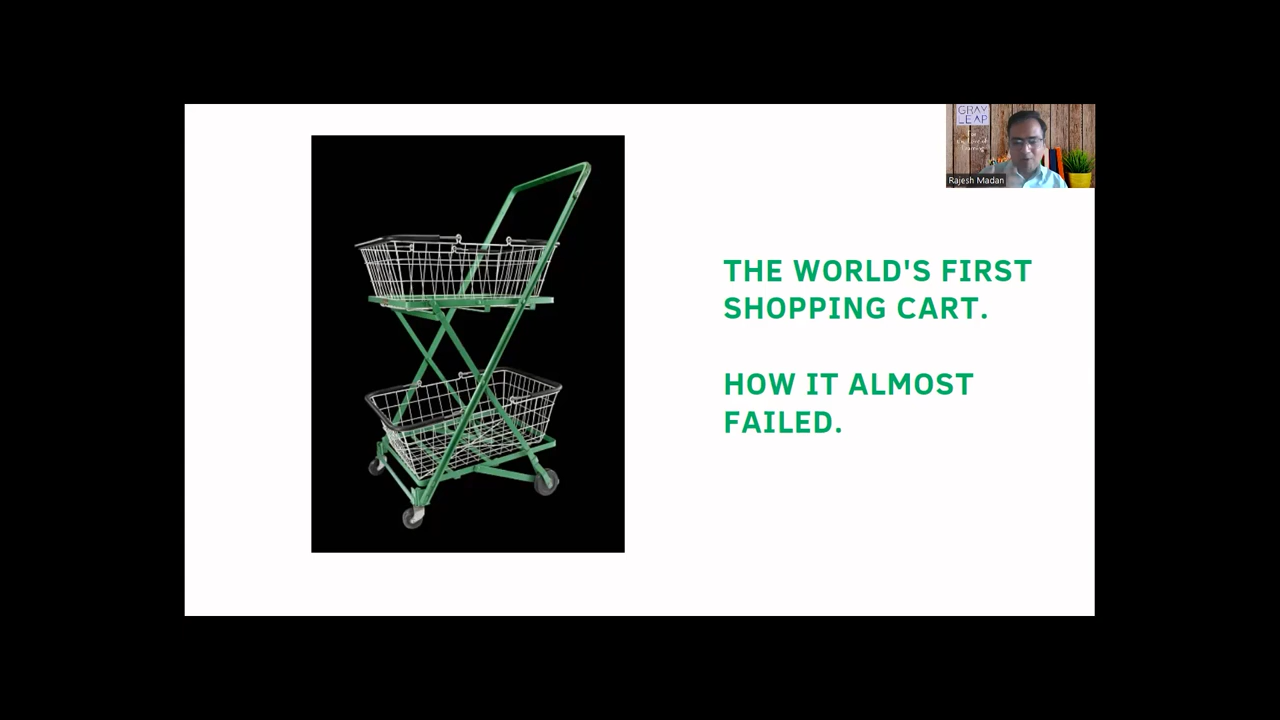 GRAY
LEAP
Rajesh Madan
THE WORLD'S FIRST
SHOPPING CART.
HOW IT ALMOST
FAILED.